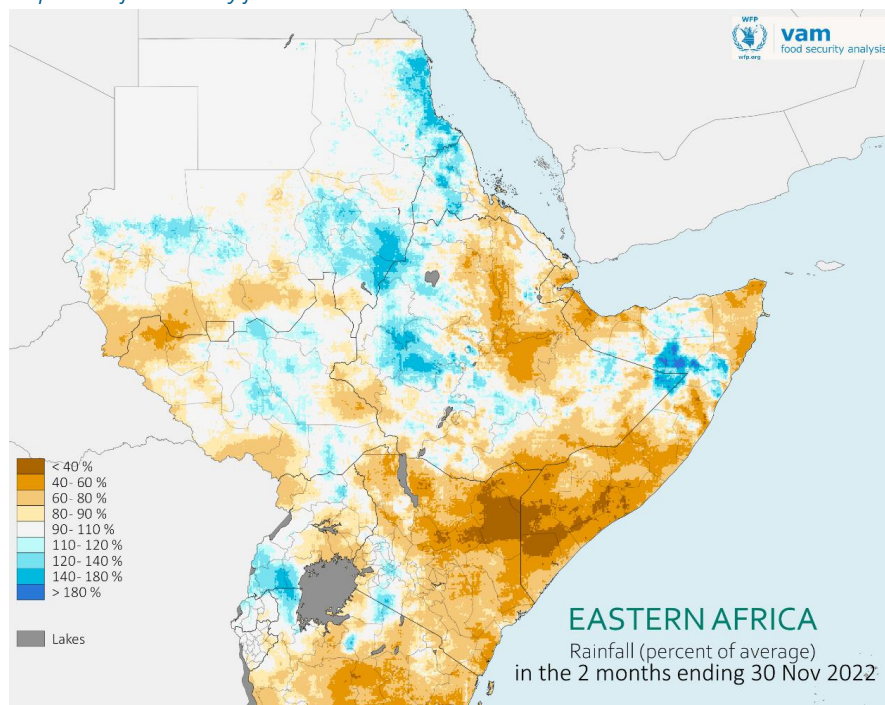 WFP
wfp.org
vam
food security analysis
< 40 %
40- 60 %
60 - 80 %
80 - 90 %
90 - 110 %
110 - 120 %
120 - 140 %
140 - 180 %
> 180 %
Lakes
EASTERN AFRICA
Rainfall (percent of average)
in the 2 months ending 30 Nov 2022